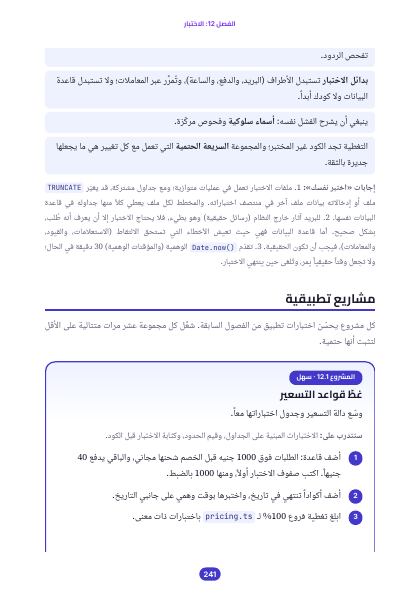 الفصل 12: الاختبار
تفحص الردود.
بدائل الاختبار تستبدل الأطراف (البريد، والدفع، والساعة)، وتُمرَّر عبر المعاملات؛ ولا تستبدل قاعدة
البيانات ولا كودك أبداً.
ينبغي أن يشرح الفشل نفسه: أسماء سلوكية وفحوص مركّزة.
التغطية تجد الكود غير المختبر؛ والمجموعة السريعة الحتمية التي تعمل مع كل تغيير هي ما يجعلها
جديرة بالثقة.
إجابات «اختبر نفسك»: 1. ملفات الاختبار تعمل في عمليات متوازية؛ ومع جداول مشتركة، قد يغيّر TRUNCATE
ملف أو إدخالاته بيانات ملف آخر في منتصف اختباراته. والمخطط لكل ملف يعطي كلاً منها جداوله في قاعدة
البيانات نفسها. 2. للبريد آثار خارج النظام (رسائل حقيقية) وهو بطيء، فلا يحتاج الاختبار إلا أن يعرف أنه طُلب،
بشكل صحيح. أما قاعدة البيانات فهي حيث تعيش الأخطاء التي تستحق الالتقاط (الاستعلامات، والقيود،
والمعاملات)، فيجب أن تكون الحقيقية. 3. تقدّم Date.now() الوهمية (والمؤقتات الوهمية) 30 دقيقة في الحال؛
ولا تجعل وقتاً حقيقياً يمر، وتُلغى حين ينتهي الاختبار.
مشاريع تطبيقية
كل مشروع يحسّن اختبارات تطبيق من الفصول السابقة. شغّل كل مجموعة عشر مرات متتالية على الأقل
لتثبت أنها حتمية.
المشروع 12.1 · سهل
غطِّ قواعد التسعير
وسّع دالة التسعير وجدول اختباراتها معاً.
ستتدرب على: الاختبارات المبنية على الجداول، وقيم الحدود، وكتابة الاختبار قبل الكود.
1 أضف قاعدة: الطلبات فوق 1000 جنيه قبل الخصم شحنها مجاني، والباقي يدفع 40
جنيهاً. اكتب صفوف الاختبار أولاً، ومنها 1000 بالضبط.
2 أضف أكواداً تنتهي في تاريخ، واختبرها بوقت وهمي على جانبي التاريخ.
3 ابلغ تغطية فروع 100% لـ pricing.ts باختبارات ذات معنى.
241